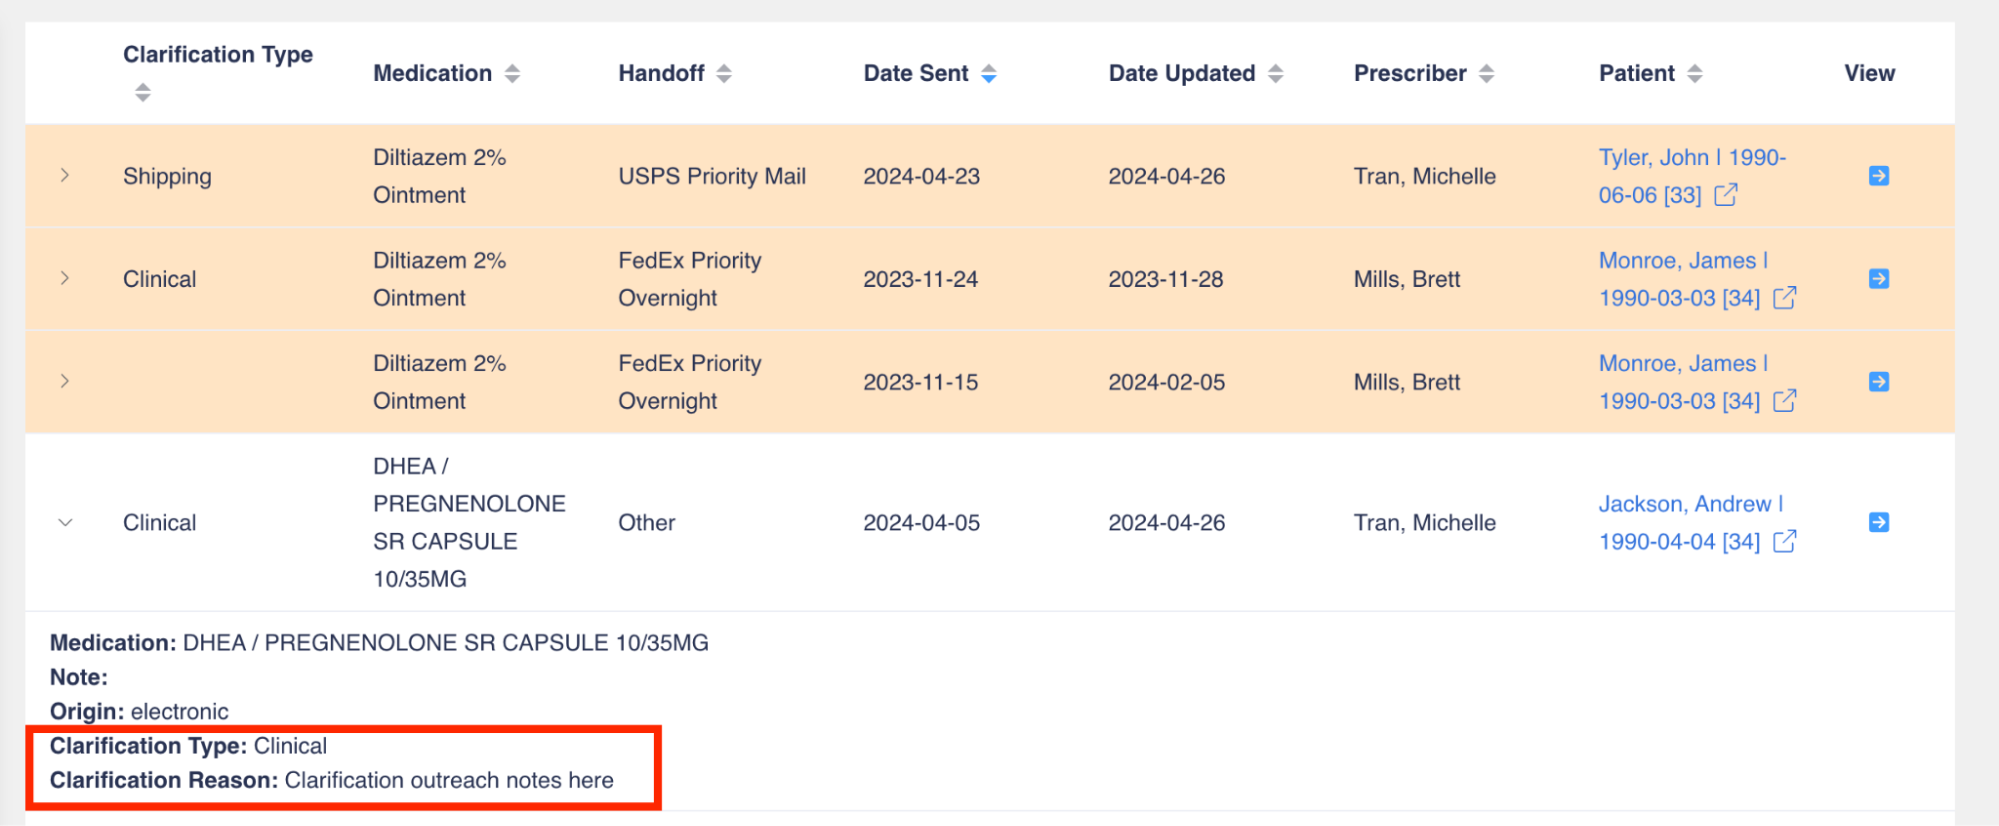 Clarification Type
Medication
Handoff
Date Sent
Date Updated
Prescriber
Patient
View
Shipping
Diltiazem 2%
Ointment
USPS Priority Mail
2024-04-23
2024-04-26
Tran, Michelle
Tyler, John | 1990-
06-06 [33]
Clinical
Diltiazem 2%
Ointment
FedEx Priority
Overnight
2023-11-24
2023-11-28
Mills, Brett
Monroe, James |
1990-03-03 [34]
Diltiazem 2%
Ointment
FedEx Priority
Overnight
2023-11-15
2024-02-05
Mills, Brett
Monroe, James |
1990-03-03 [34]
Clinical
DHEA /
PREGNENOLONE
SR CAPSULE
10/35MG
Other
2024-04-05
2024-04-26
Tran, Michelle
Jackson, Andrew |
1990-04-04 [34]
Medication: DHEA / PREGNENOLONE SR CAPSULE 10/35MG
Note:
Origin: electronic
Clarification Type: Clinical
Clarification Reason: Clarification outreach notes here